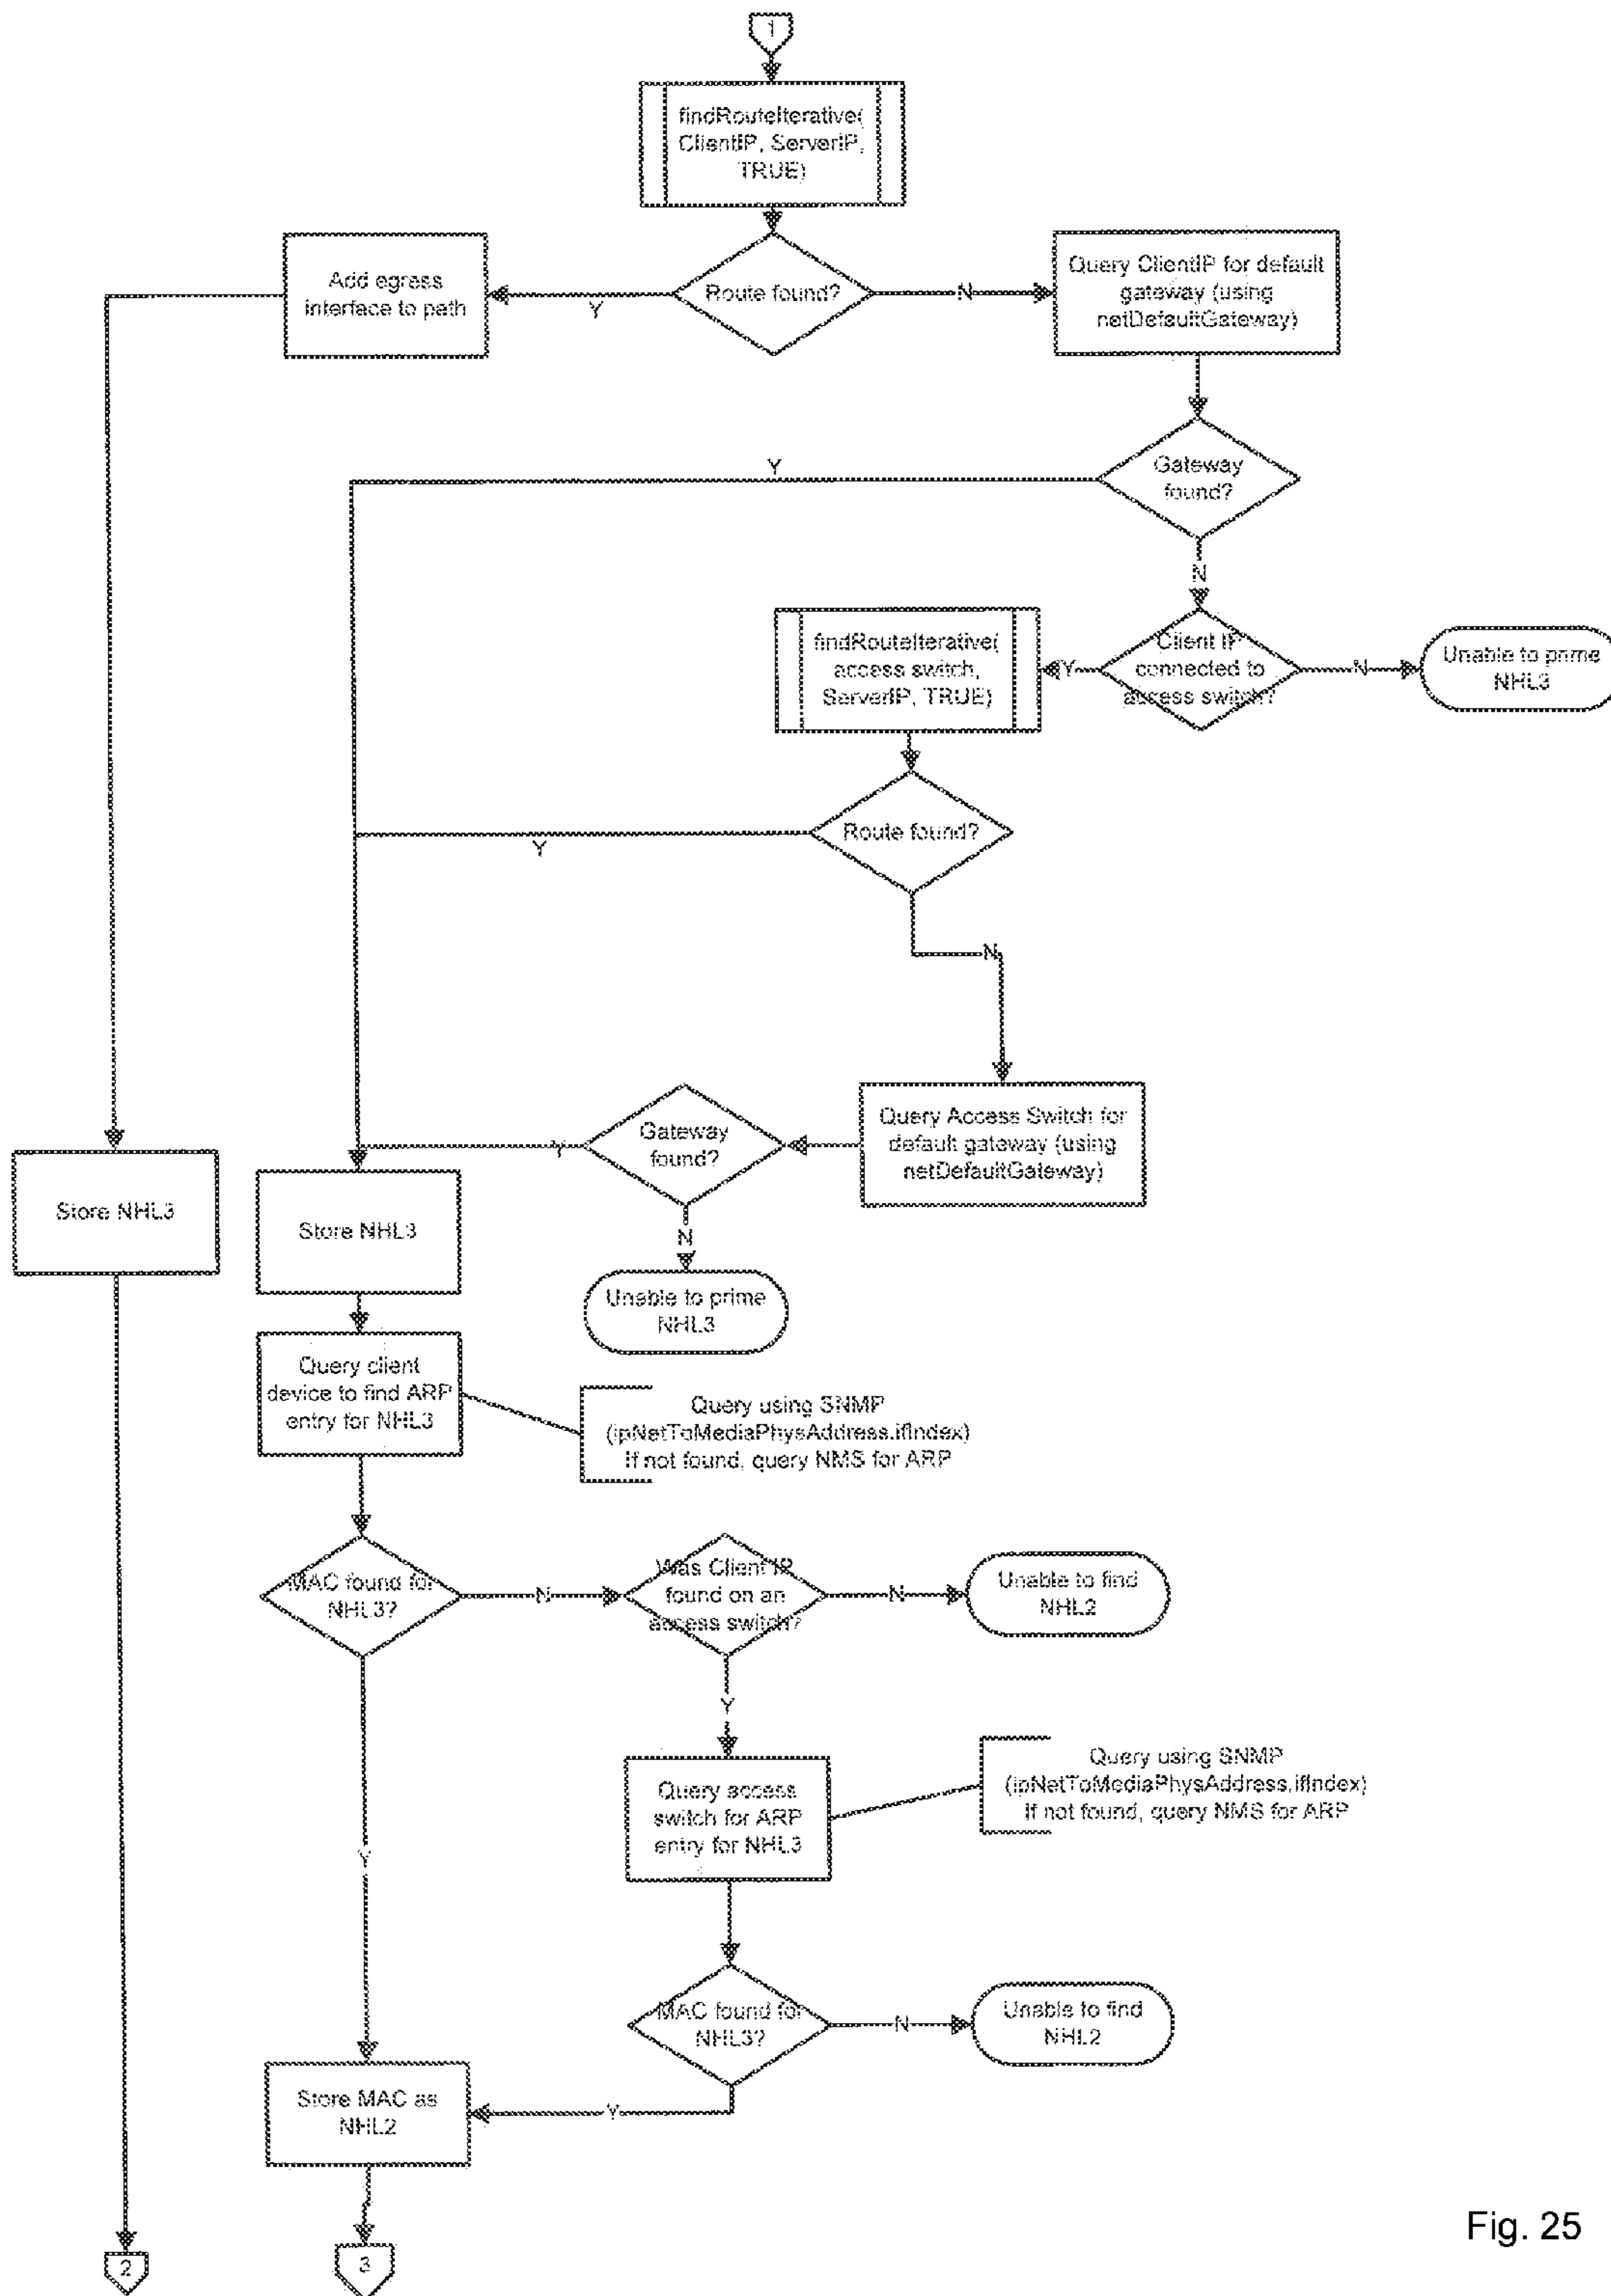 1
findRouteIterative(
ClientIP, ServerIP,
TRUE)
Add egress
interface to path
Y
Route found?
N
Query ClientIP for default
gateway (using
netDefaultGateway)
Y
Gateway
found?
N
findRouteIterative(
access switch,
ServerIP, TRUE)
Y
Client IP
connected to
access switch?
N
Unable to prime
NHL3
Y
Route found?
N
Store NHL3
Store NHL3
Y
Gateway
found?
Query Access Switch for
default gateway (using
netDefaultGateway)
N
Unable to prime
NHL3
Query client
device to find ARP
entry for NHL3
Query using SNMP
(ipNetToMediaPhysAddress.ifIndex)
If not found, query NMS for ARP
MAC found for
NHL3?
N
Was Client IP
found on an
access switch?
N
Unable to find
NHL2
Y
Y
Query access
switch for ARP
entry for NHL3
Query using SNMP
(ipNetToMediaPhysAddress.ifIndex)
If not found, query NMS for ARP
MAC found for
NHL3?
N
Unable to find
NHL2
Store MAC as
NHL2
Y
2
3
Fig. 25